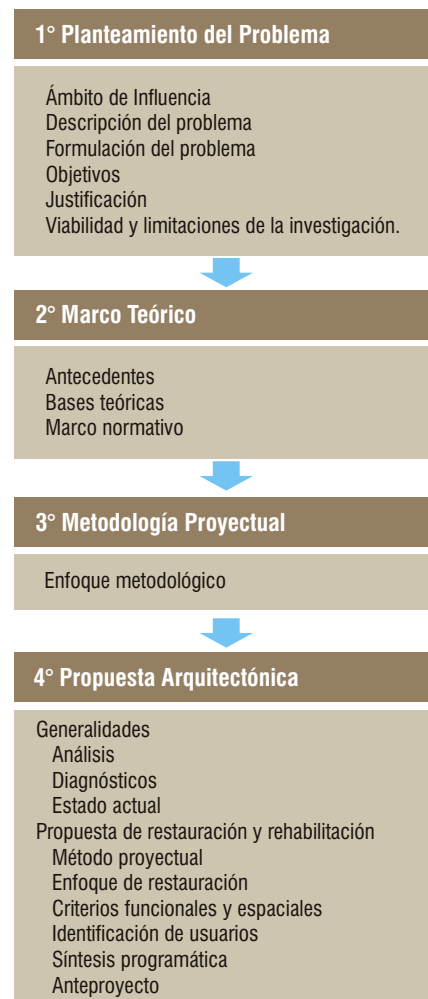 1° Planteamiento del Problema
Ámbito de Influencia
Descripción del problema
Formulación del problema
Objetivos
Justificación
Viabilidad y limitaciones de la investigación.
2° Marco Teórico
Antecedentes
Bases teóricas
Marco normativo
3° Metodología Proyectual
Enfoque metodológico
4° Propuesta Arquitectónica
Generalidades
Análisis
Diagnósticos
Estado actual
Propuesta de restauración y rehabilitación
Método proyectual
Enfoque de restauración
Criterios funcionales y espaciales
Identificación de usuarios
Síntesis programática
Anteproyecto